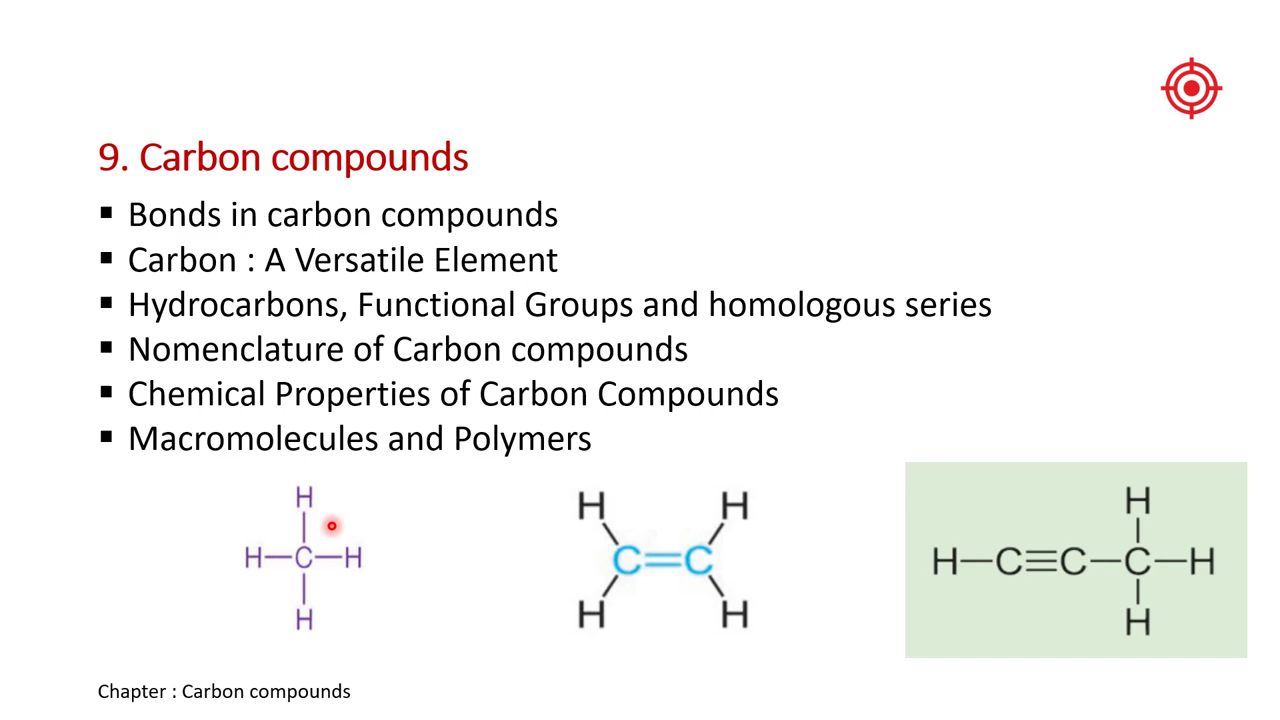 9. Carbon compounds
▪ Bonds in carbon compounds
▪ Carbon : A Versatile Element
▪ Hydrocarbons, Functional Groups and homologous series
▪ Nomenclature of Carbon compounds
▪ Chemical Properties of Carbon Compounds
▪ Macromolecules and Polymers
H
H—C—H
H
H H
C=C
H H
H
H—C≡C—C—H
H
Chapter : Carbon compounds